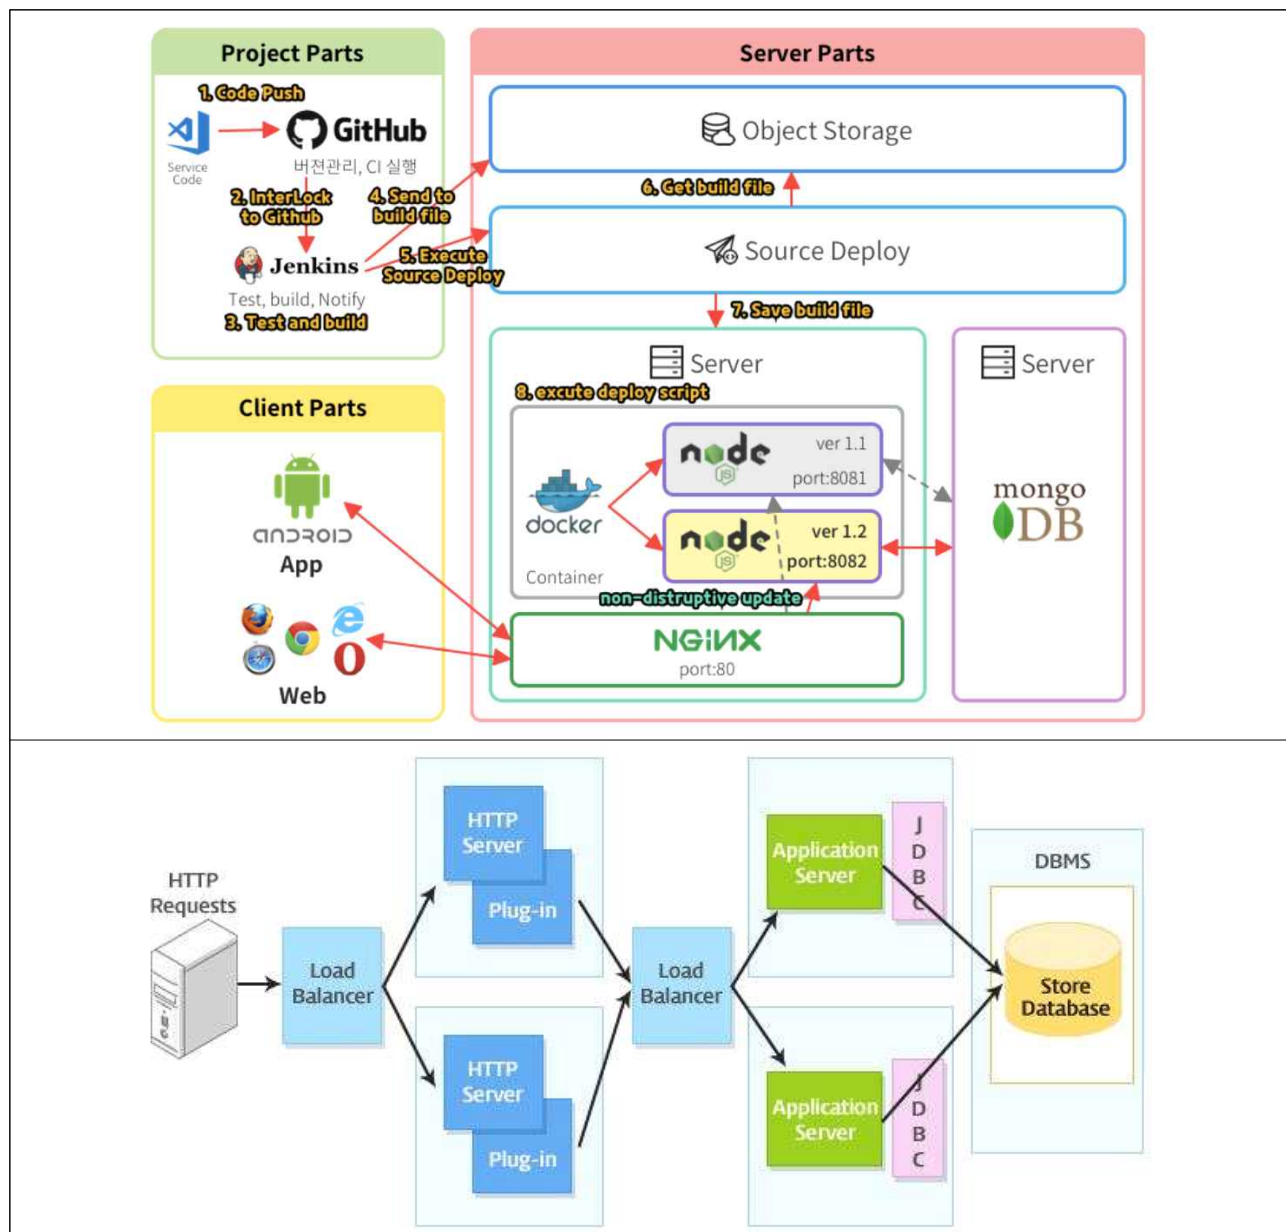 Project Parts
1. Code Push
GitHub
Service
Code
버젼관리, CI 실행
2. InterLock
to Github
4. Send to
build file
Jenkins
5. Execute
Source Deploy
Test, build, Notify
3. Test and build
Server Parts
Object Storage
6. Get build file
Source Deploy
7. Save build file
Server
8. excute deploy script
docker
Container
node
JS
ver 1.1
port:8081
node
JS
ver 1.2
port:8082
non-distruptive update
NGiNX
port:80
Server
mongo
DB
Client Parts
ANDROID
App
Web
HTTP
Requests
Load
Balancer
HTTP
Server
Plug-in
HTTP
Server
Plug-in
Load
Balancer
Application
Server
J
D
B
C
Application
Server
J
D
B
C
DBMS
Store
Database